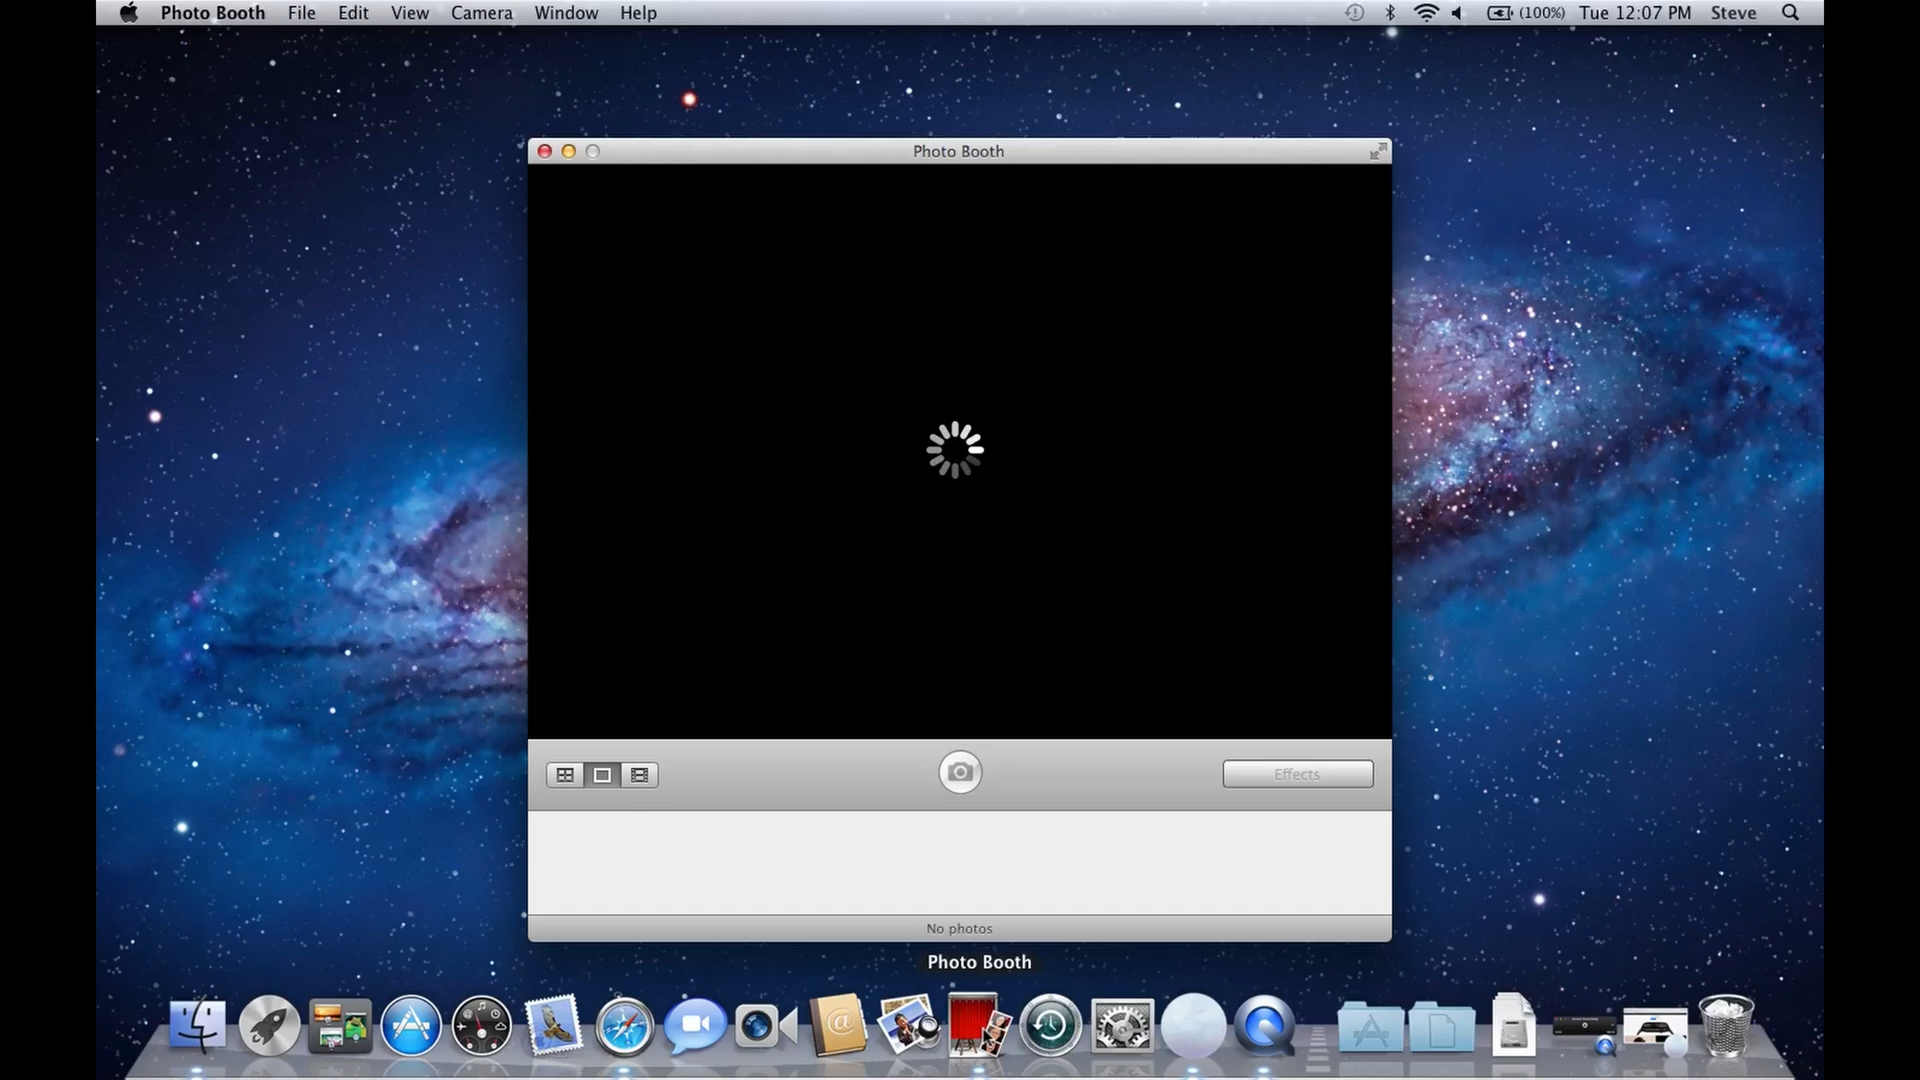 Photo Booth File Edit View Camera Window Help (100%) Tue 12:07 PM Steve
Photo Booth
Effects
No photos
Photo Booth